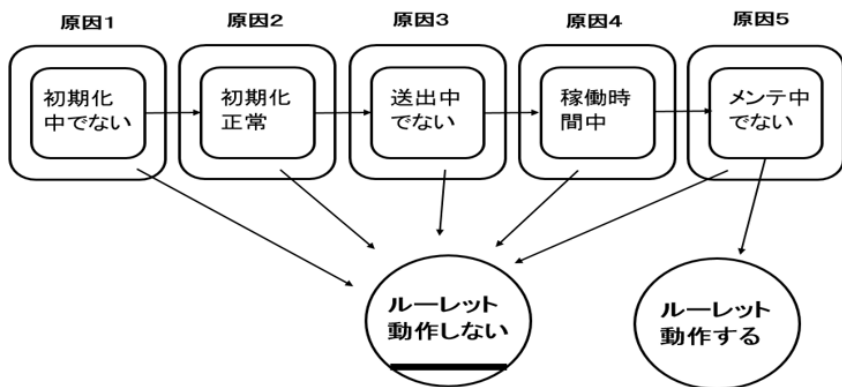 原因1
原因2
原因3
原因4
原因5
初期化
中でない
初期化
正常
送出中
でない
稼働時
間中
メンテ中
でない
ルーレット
動作しない
ルーレット
動作する